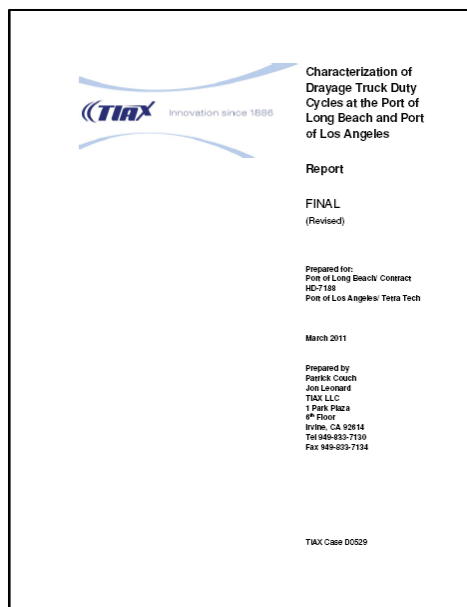 TIAX
Innovation since 1886
Characterization of
Drayage Truck Duty
Cycles at the Port of
Long Beach and Port
of Los Angeles
Report
FINAL
(Revised)
Prepared for:
Port of Long Beach/ Contract
HD-7188
Port of Los Angeles/ Tetra Tech
March 2011
Prepared by
Patrick Couch
Jon Leonard
TIAX LLC
1 Park Plaza
6th Floor
Irvine, CA 92614
Tel 949-833-7130
Fax 949-833-7134
TIAX Case D0529